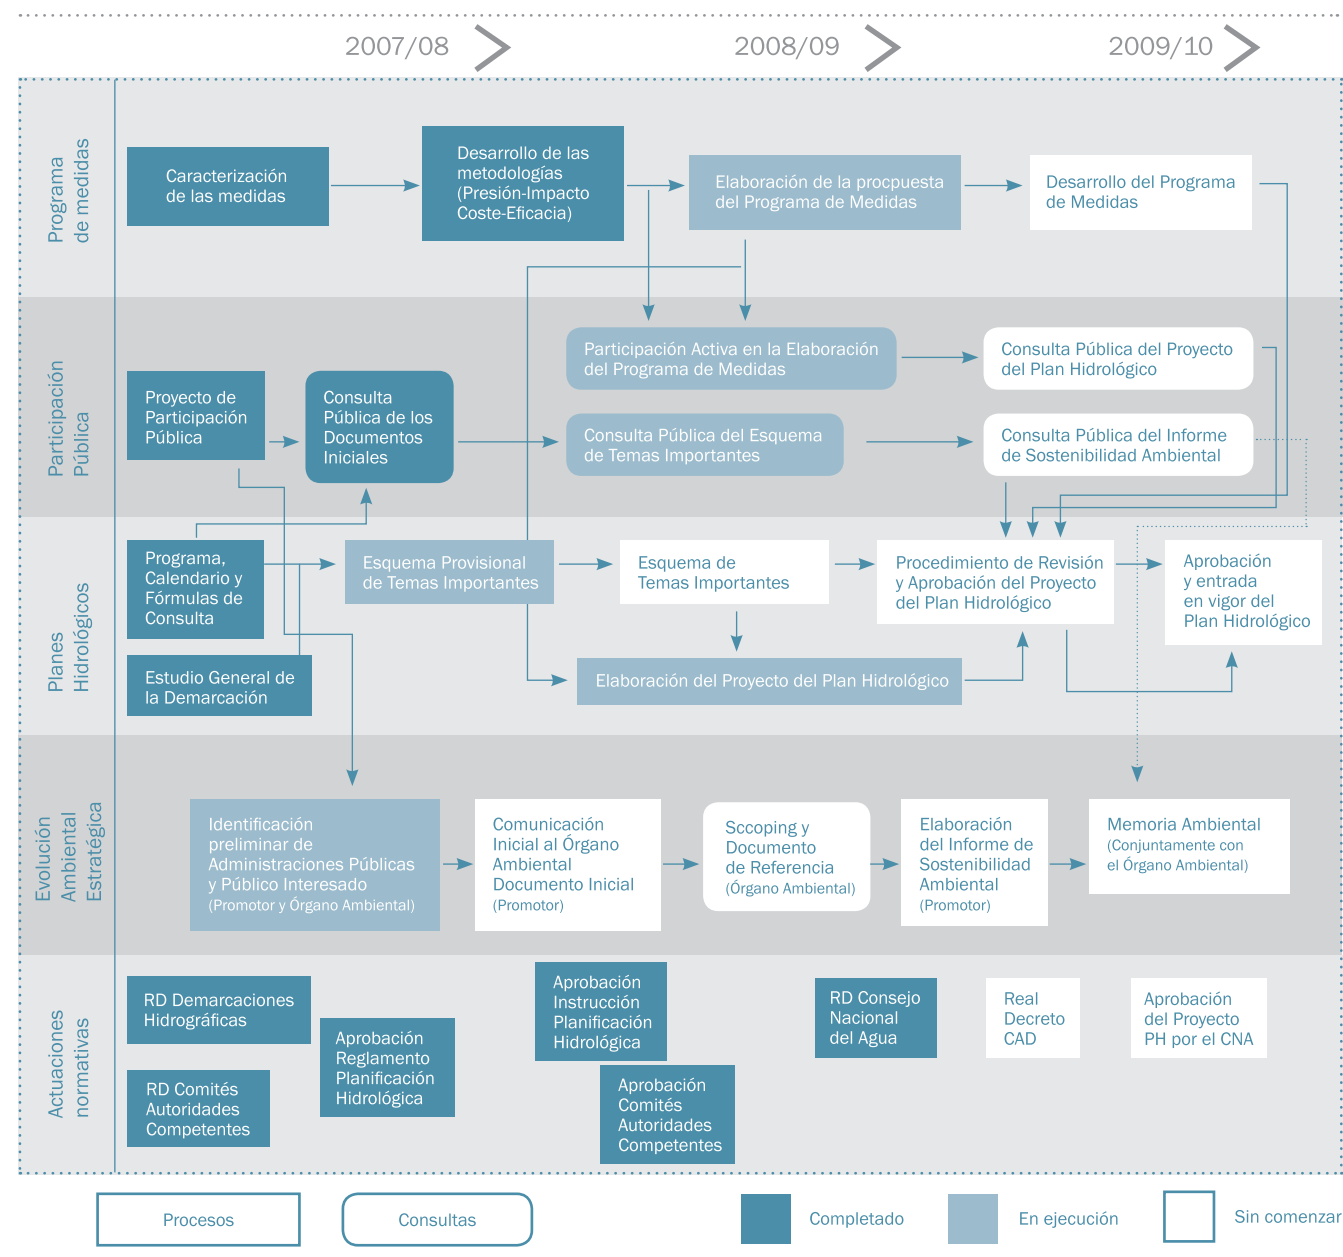 2007/08
2008/09
2009/10
Programa
de medidas
Caracterización
de las medidas
Desarrollo de las
metodologías
(Presión-Impacto
Coste-Eficacia)
Elaboración de la procpuesta
del Programa de Medidas
Desarrollo del Programa
de Medidas
Participación
Pública
Proyecto de
Participación
Pública
Consulta
Pública de los
Documentos
Iniciales
Participación Activa en la Elaboración
del Programa de Medidas
Consulta Pública del Proyecto
del Plan Hidrológico
Consulta Pública del Esquema
de Temas Importantes
Consulta Pública del Informe
de Sostenibilidad Ambiental
Planes
Hidrológicos
Programa,
Calendario y
Fórmulas de
Consulta
Esquema Provisional
de Temas Importantes
Esquema de
Temas Importantes
Procedimiento de Revisión
y Aprobación del Proyecto
del Plan Hidrológico
Aprobación
y entrada
en vigor del
Plan Hidrológico
Estudio General de
la Demarcación
Elaboración del Proyecto del Plan Hidrológico
Evolución
Ambiental
Estratégica
Identificación
preliminar de
Administraciones Públicas
y Público Interesado
(Promotor y Órgano Ambiental)
Comunicación
Inicial al Órgano
Ambiental
Documento Inicial
(Promotor)
Sccoping y
Documento
de Referencia
(Órgano Ambiental)
Elaboración
del Informe de
Sostenibilidad
Ambiental
(Promotor)
Memoria Ambiental
(Conjuntamente con
el Órgano Ambiental)
Actuaciones
normativas
RD Demarcaciones
Hidrográficas
RD Comités
Autoridades
Competentes
Aprobación
Reglamento
Planificación
Hidrológica
Aprobación
Instrucción
Planificación
Hidrológica
Aprobación
Comités
Autoridades
Competentes
RD Consejo
Nacional
del Agua
Real
Decreto
CAD
Aprobación
del Proyecto
PH por el CNA
Procesos
Consultas
Completado
En ejecución
Sin comenzar